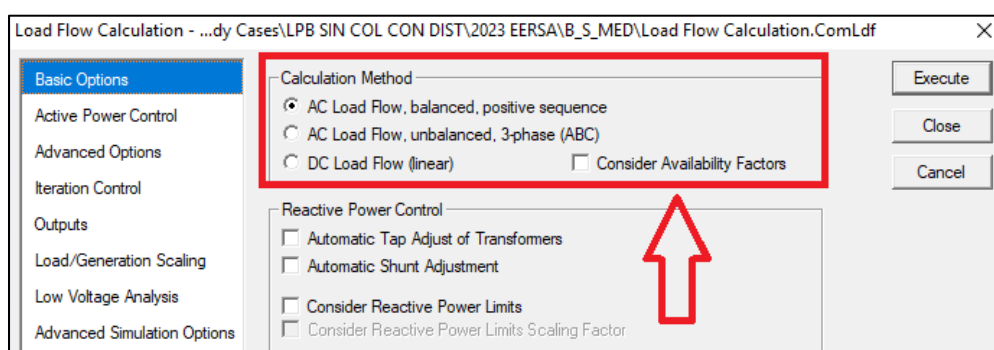 Load Flow Calculation - ...dy Cases\LPB SIN COL CON DIST\2023 EERSA\B_S_MED\Load Flow Calculation.ComLdf
Basic Options
Active Power Control
Advanced Options
Iteration Control
Outputs
Load/Generation Scaling
Low Voltage Analysis
Advanced Simulation Options
Calculation Method
AC Load Flow, balanced, positive sequence
AC Load Flow, unbalanced, 3-phase (ABC)
DC Load Flow (linear) Consider Availability Factors
Reactive Power Control
Automatic Tap Adjust of Transformers
Automatic Shunt Adjustment
Consider Reactive Power Limits
Consider Reactive Power Limits Scaling Factor
Execute
Close
Cancel